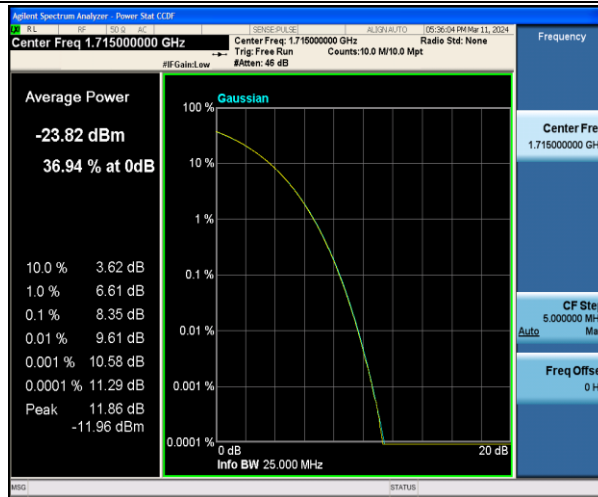 Agilent Spectrum Analyzer - Power Stat CCDF
RL RF 50 Ω AC SENSE:PULSE ALIGNAUTO 05:36:04 PM Mar 11, 2024
Center Freq 1.715000000 GHz
Center Freq: 1.715000000 GHz Radio Std: None
Trig: Free Run Counts:10.0 M/10.0 Mpt
#IFGain:Low #Atten: 46 dB
Frequency
Average Power
-23.82 dBm
36.94 % at 0dB
10.0 % 3.62 dB
1.0 % 6.61 dB
0.1 % 8.35 dB
0.01 % 9.61 dB
0.001 % 10.58 dB
0.0001 % 11.29 dB
Peak 11.86 dB
-11.96 dBm
Gaussian
100 %
10 %
1 %
0.1 %
0.01 %
0.001 %
0.0001 %
0 dB 20 dB
Info BW 25.000 MHz
Center Fre
1.715000000 GH
CF Ste
5.000000 MH
Auto Ma
Freq Offse
0 H
MSG STATUS